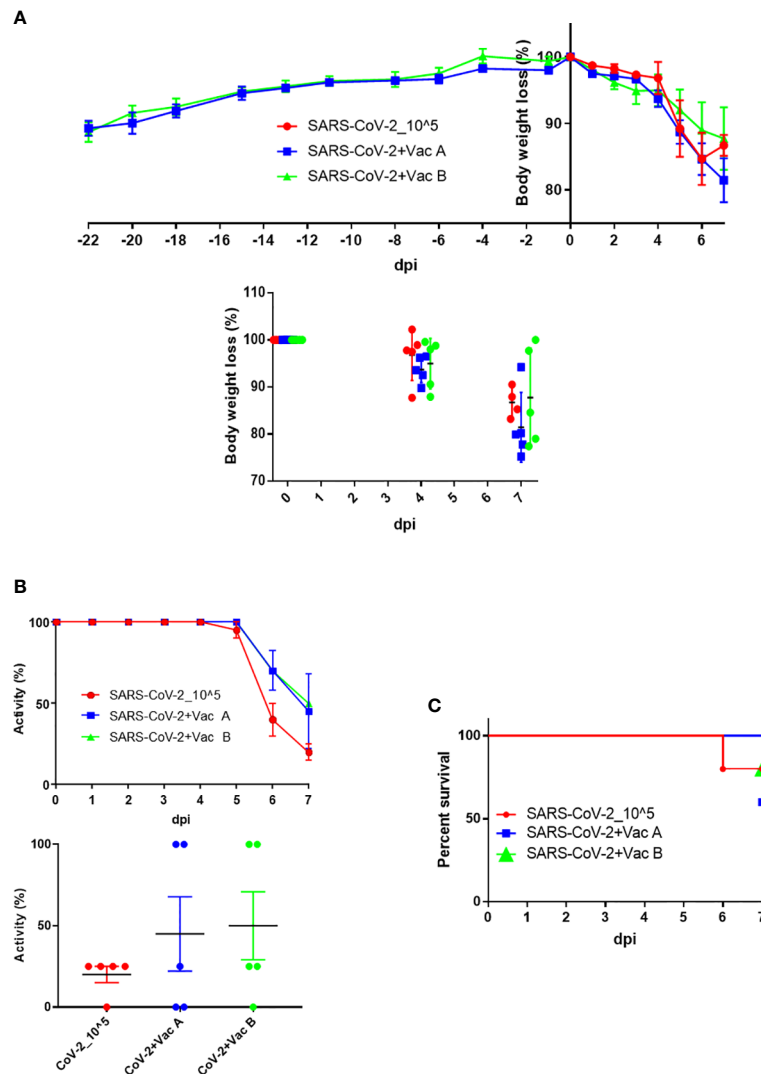 A
Body weight loss (%)
100
90
80
SARS-CoV-2_10^5
SARS-CoV-2+Vac A
SARS-CoV-2+Vac B
-22 -20 -18 -16 -14 -12 -10 -8 -6 -4 -2 0 2 4 6
dpi
Body weight loss (%)
110
100
90
80
70
0 1 2 3 4 5 6 7
dpi
B
Activity (%)
100
50
0
SARS-CoV-2_10^5
SARS-CoV-2+Vac A
SARS-CoV-2+Vac B
0 1 2 3 4 5 6 7
dpi
Activity (%)
100
50
0
CoV-2_10^5
CoV-2+Vac A
CoV-2+Vac B
C
Percent survival
100
50
0
SARS-CoV-2_10^5
SARS-CoV-2+Vac A
SARS-CoV-2+Vac B
0 1 2 3 4 5 6 7
dpi